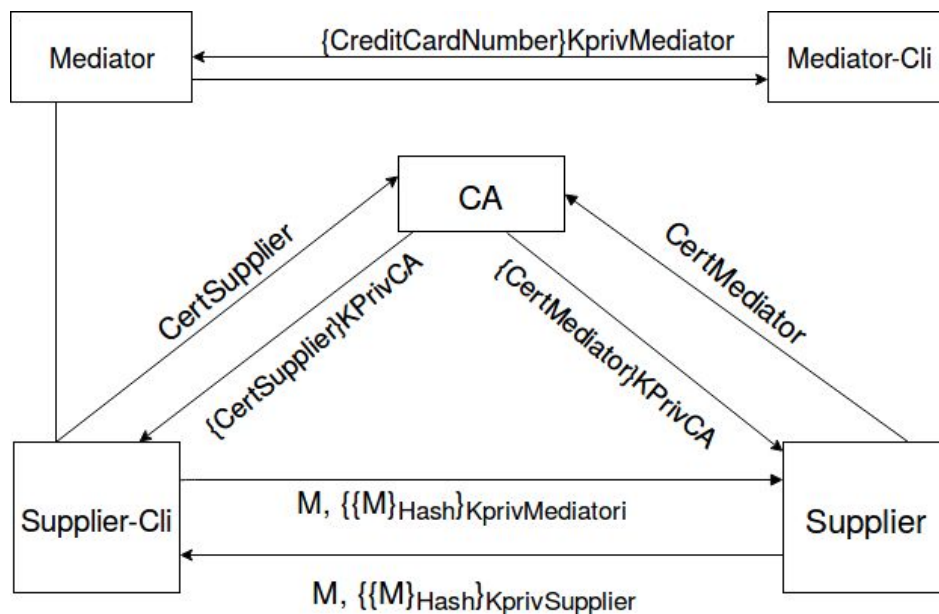 Mediator
{CreditCardNumber}KprivMediator
Mediator-Cli
CA
CertSupplier
{CertSupplier}KPrivCA
{CertMediator}KPrivCA
CertMediator
Supplier-Cli
M, {{M}Hash}KprivMediatori
Supplier
M, {{M}Hash}KprivSupplier